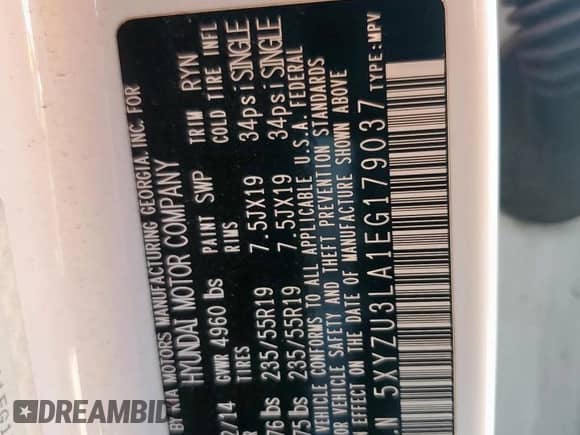 BY KIA MOTORS MANUFACTURING GEORGIA, INC. FOR
HYUNDAI MOTOR COMPANY
2/14 GVWR 4960 lbs PAINT SWP TRIM RYN
TIRES RIMS COLD TIRE INFL
76 lbs 235/55R19 7.5JX19 34psi SINGLE
75 lbs 235/55R19 7.5JX19 34psi SINGLE
CONFORMS TO ALL APPLICABLE U.S.A. FEDERAL
VEHICLE SAFETY AND THEFT PREVENTION STANDARDS
IN EFFECT ON THE DATE OF MANUFACTURE SHOWN ABOVE
5XYZU3LA1EG179037 TYPE:MPV
DREAMBID